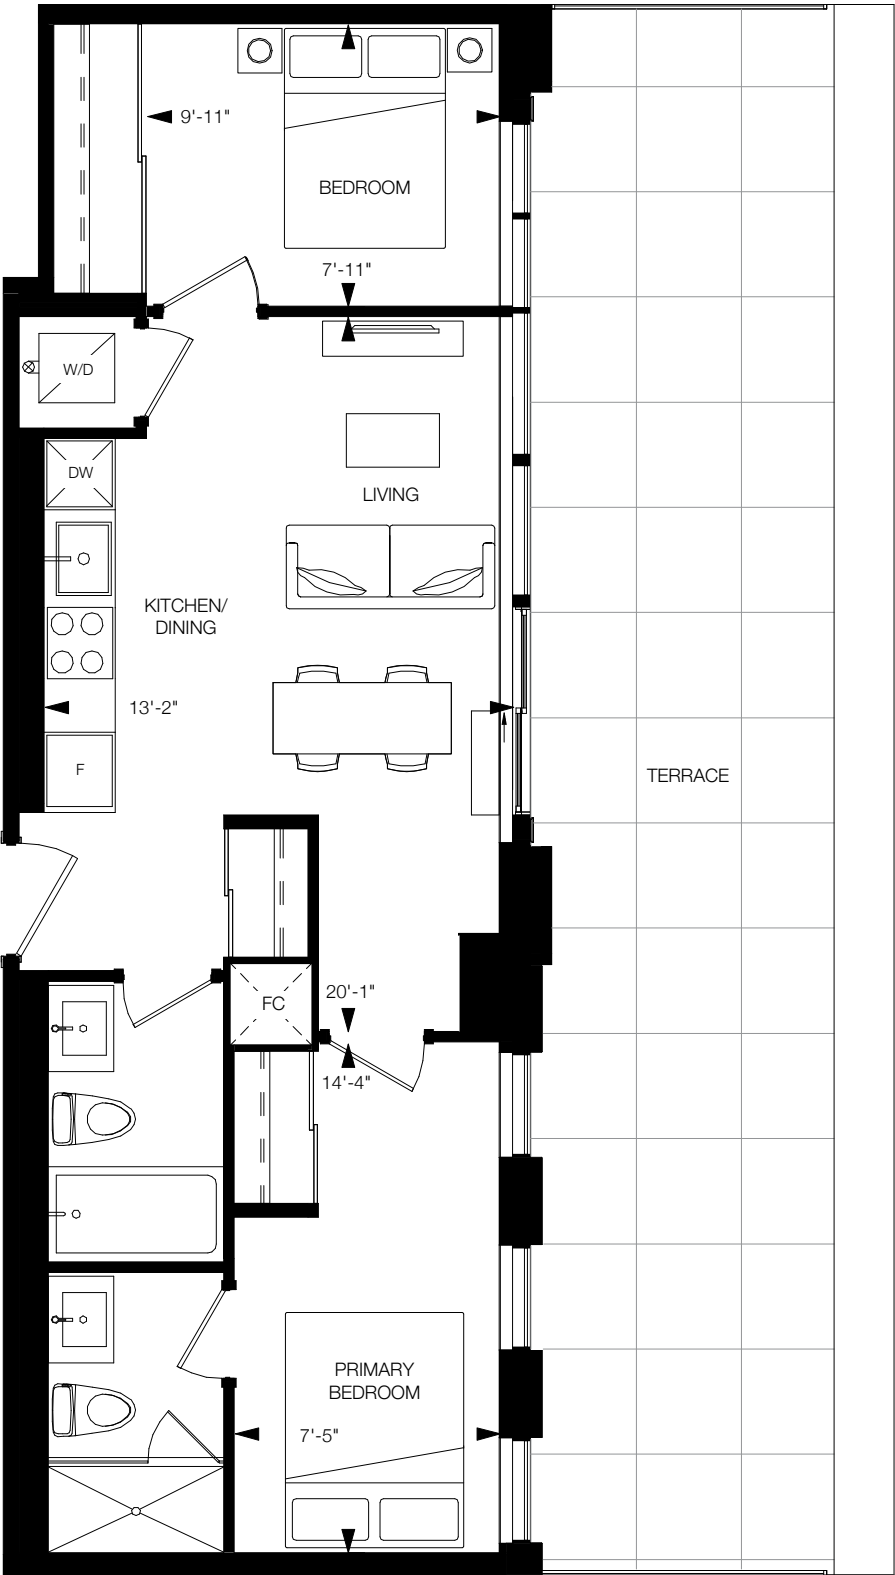 9'-11"
BEDROOM
7'-11"
W/D
DW
LIVING
KITCHEN/
DINING
13'-2"
F
TERRACE
FC
20'-1"
14'-4"
PRIMARY
BEDROOM
7'-5"